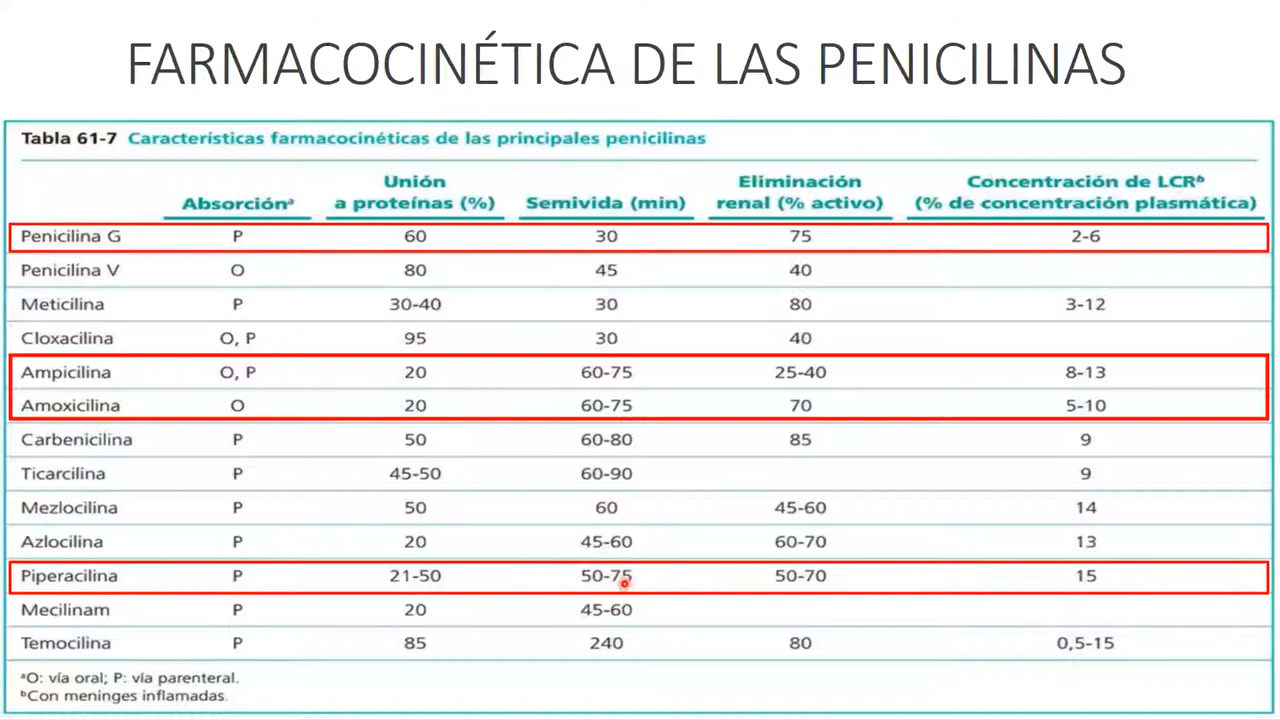 FARMACOCINÉTICA DE LAS PENICILINAS
Tabla 61-7 Características farmacocinéticas de las principales penicilinas
Absorciónᵃ Unión a proteínas (%) Semivida (min) Eliminación renal (% activo) Concentración de LCRᵇ (% de concentración plasmática)
Penicilina G P 60 30 75 2-6
Penicilina V O 80 45 40
Meticilina P 30-40 30 80 3-12
Cloxacilina O, P 95 30 40
Ampicilina O, P 20 60-75 25-40 8-13
Amoxicilina O 20 60-75 70 5-10
Carbenicilina P 50 60-80 85 9
Ticarcilina P 45-50 60-90 9
Mezlocilina P 50 60 45-60 14
Azlocilina P 20 45-60 60-70 13
Piperacilina P 21-50 50-75 50-70 15
Mecilinam P 20 45-60
Temocilina P 85 240 80 0,5-15
ᵃO: vía oral; P: vía parenteral.
ᵇCon meninges inflamadas.